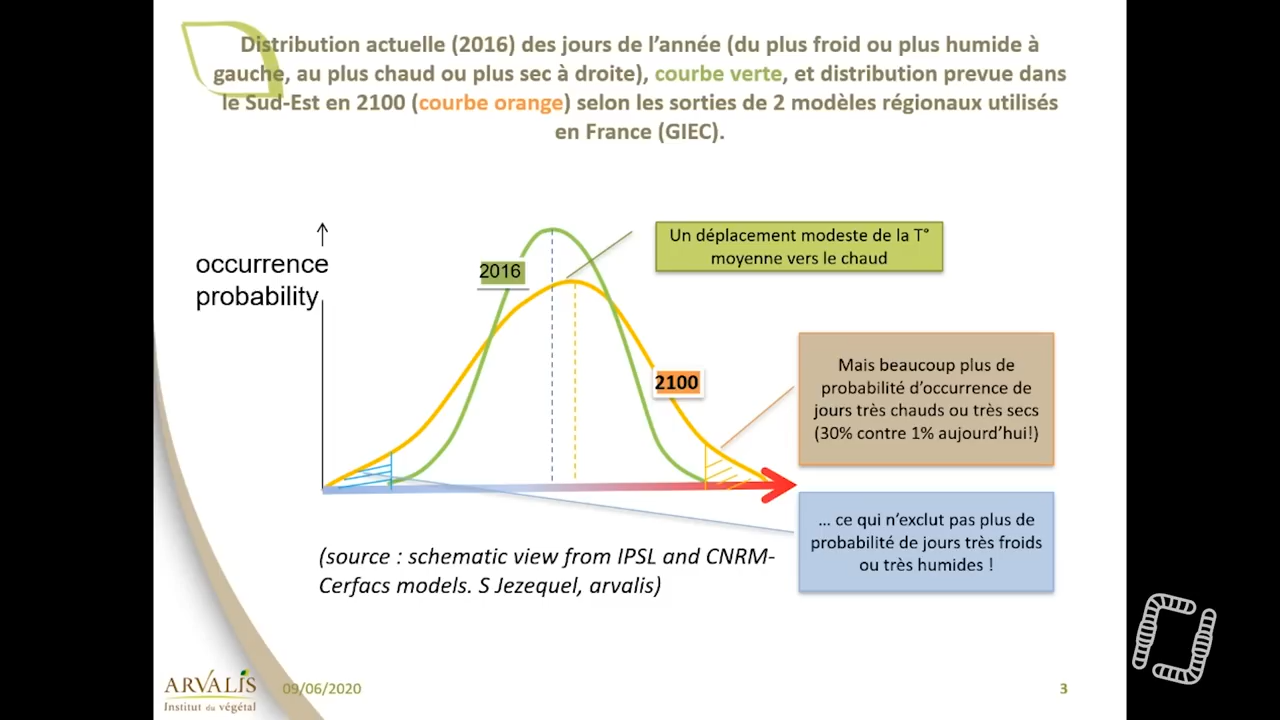 Distribution actuelle (2016) des jours de l’année (du plus froid ou plus humide à
gauche, au plus chaud ou plus sec à droite), courbe verte, et distribution prevue dans
le Sud-Est en 2100 (courbe orange) selon les sorties de 2 modèles régionaux utilisés
en France (GIEC).
occurrence
probability
2016
Un déplacement modeste de la T°
moyenne vers le chaud
2100
Mais beaucoup plus de
probabilité d’occurrence de
jours très chauds ou très secs
(30% contre 1% aujourd’hui!)
… ce qui n’exclut pas plus de
probabilité de jours très froids
ou très humides !
(source : schematic view from IPSL and CNRM-
Cerfacs models. S Jezequel, arvalis)
ARVALIS
Institut du végétal
09/06/2020
3